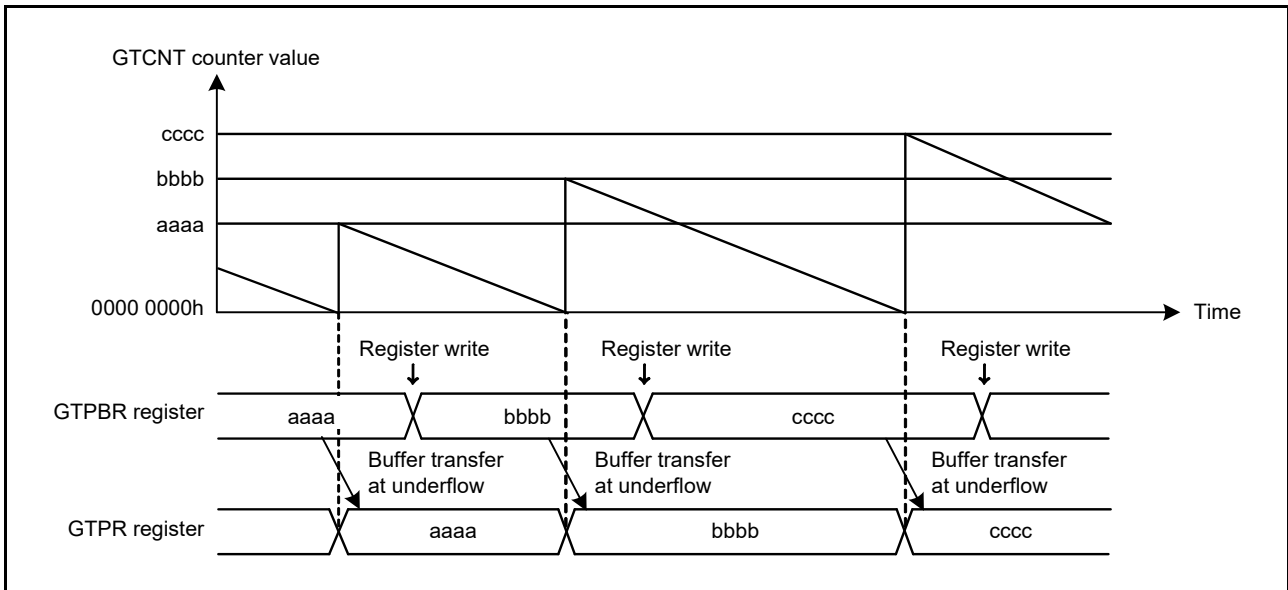 GTCNT counter value
cccc
bbbb
aaaa
0000 0000h
Time
Register write
Register write
Register write
GTPBR register
aaaa
bbbb
cccc
Buffer transfer
at underflow
Buffer transfer
at underflow
Buffer transfer
at underflow
GTPR register
aaaa
bbbb
cccc